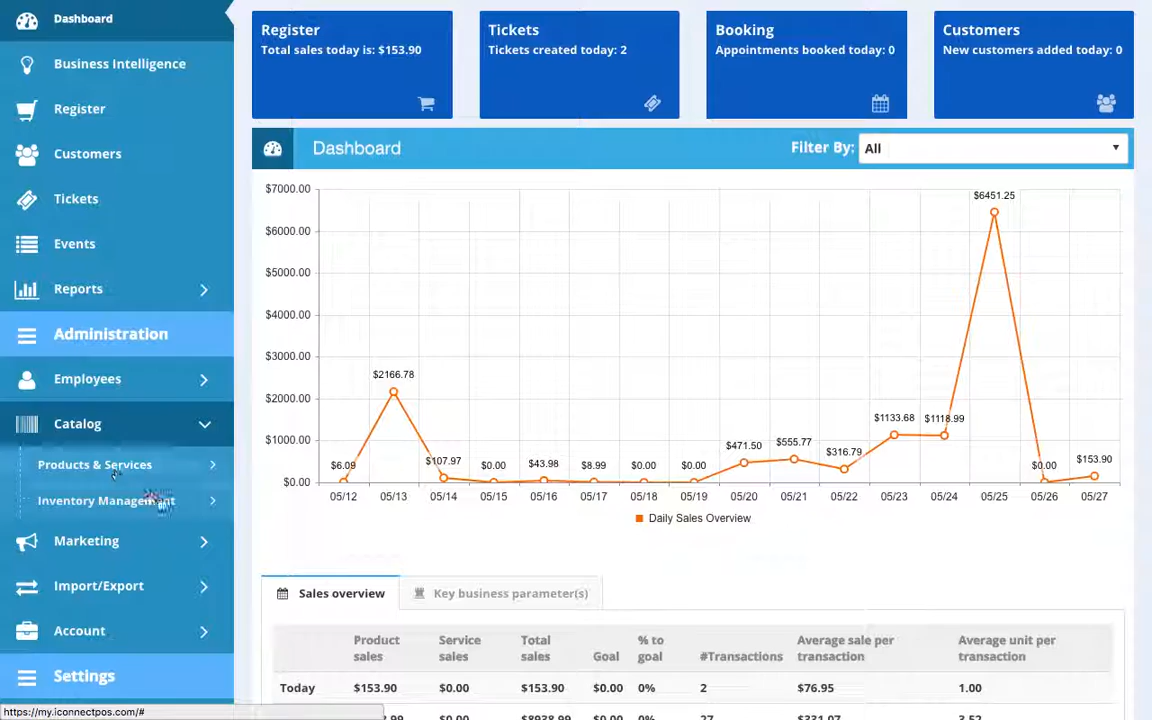 Dashboard
Business Intelligence
Register
Customers
Tickets
Events
Reports
Administration
Employees
Catalog
Products & Services
Inventory Management
Marketing
Import/Export
Account
Settings
https://my.iconnectpos.com/#
Register
Total sales today is: $153.90
Tickets
Tickets created today: 2
Booking
Appointments booked today: 0
Customers
New customers added today: 0
Dashboard
Filter By: All
$7000.00
$6000.00
$5000.00
$4000.00
$3000.00
$2000.00
$1000.00
$0.00
$6.09
$2166.78
$107.97
$0.00
$43.98
$8.99
$0.00
$0.00
$471.50
$555.77
$316.79
$1133.68
$1118.99
$6451.25
$0.00
$153.90
05/12 05/13 05/14 05/15 05/16 05/17 05/18 05/19 05/20 05/21 05/22 05/23 05/24 05/25 05/26 05/27
Daily Sales Overview
Sales overview
Key business parameter(s)
Product sales Service sales Total sales Goal % to goal #Transactions Average sale per transaction Average unit per transaction
Today $153.90 $0.00 $153.90 $0.00 0% 2 $76.95 1.00